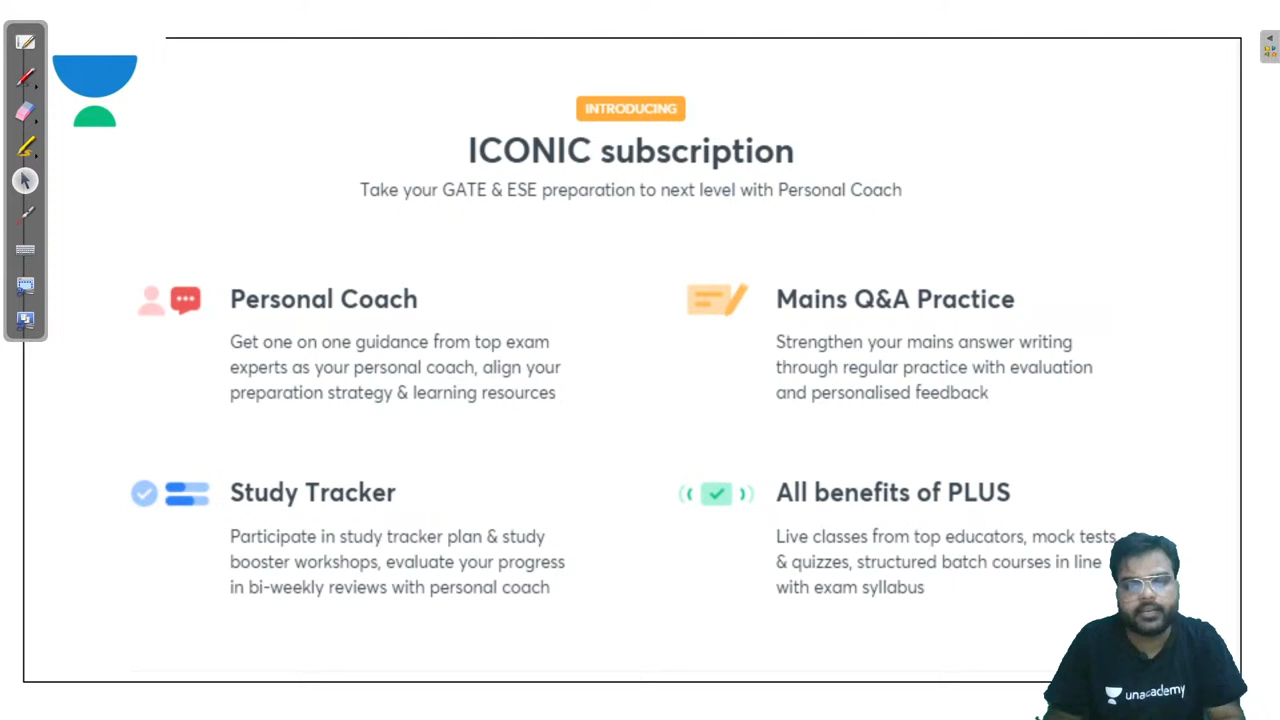 INTRODUCING
ICONIC subscription
Take your GATE & ESE preparation to next level with Personal Coach
Personal Coach
Get one on one guidance from top exam
experts as your personal coach, align your
preparation strategy & learning resources
Mains Q&A Practice
Strengthen your mains answer writing
through regular practice with evaluation
and personalised feedback
Study Tracker
Participate in study tracker plan & study
booster workshops, evaluate your progress
in bi-weekly reviews with personal coach
All benefits of PLUS
Live classes from top educators, mock tests
& quizzes, structured batch courses in line
with exam syllabus
unacademy